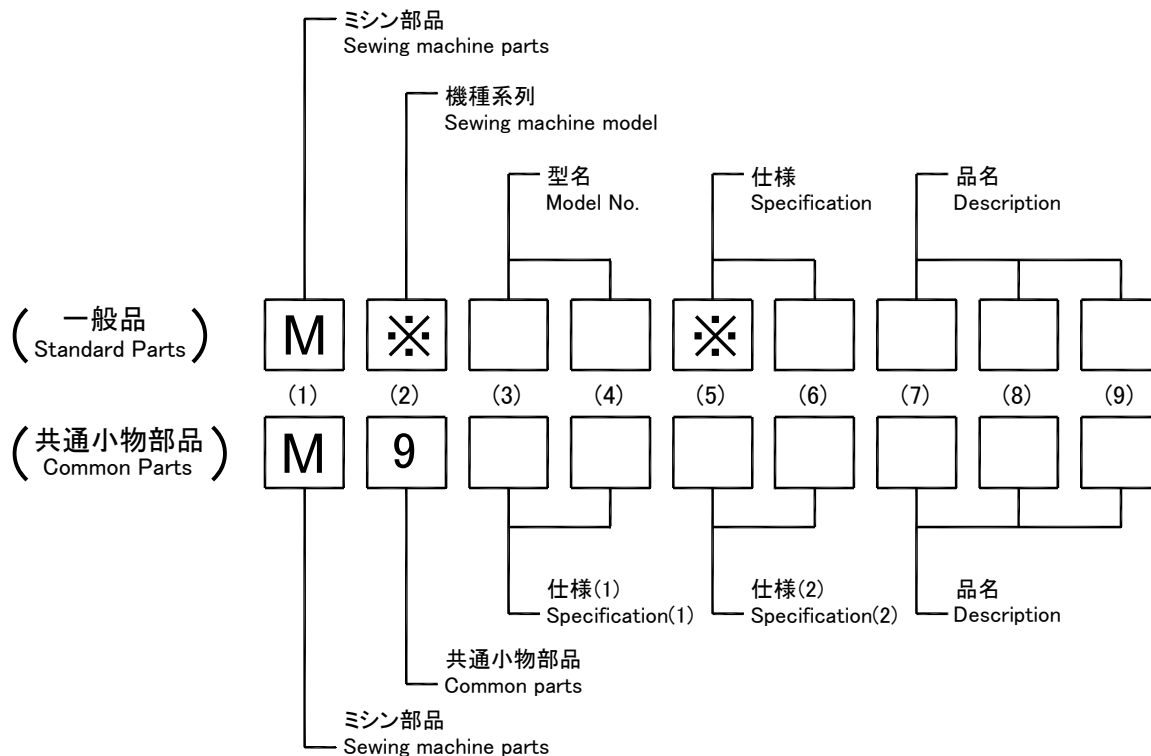 ミシン部品
Sewing machine parts
機種系列
Sewing machine model
型名
Model No.
仕様
Specification
品名
Description
(一般品
Standard Parts)
M ※ ※
(1) (2) (3) (4) (5) (6) (7) (8) (9)
(共通小物部品
Common Parts)
M 9
仕様(1)
Specification(1)
仕様(2)
Specification(2)
品名
Description
共通小物部品
Common parts
ミシン部品
Sewing machine parts